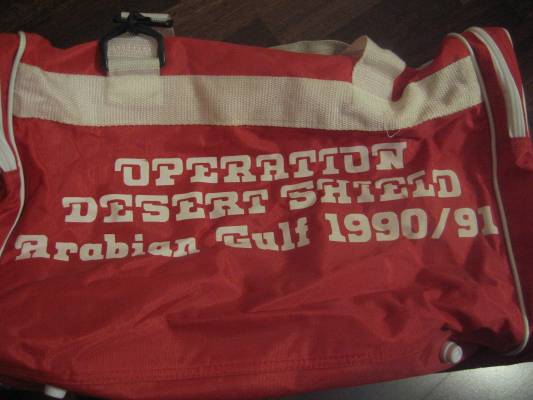 OPERATION
DESERT SHIELD
Arabian Gulf 1990/91